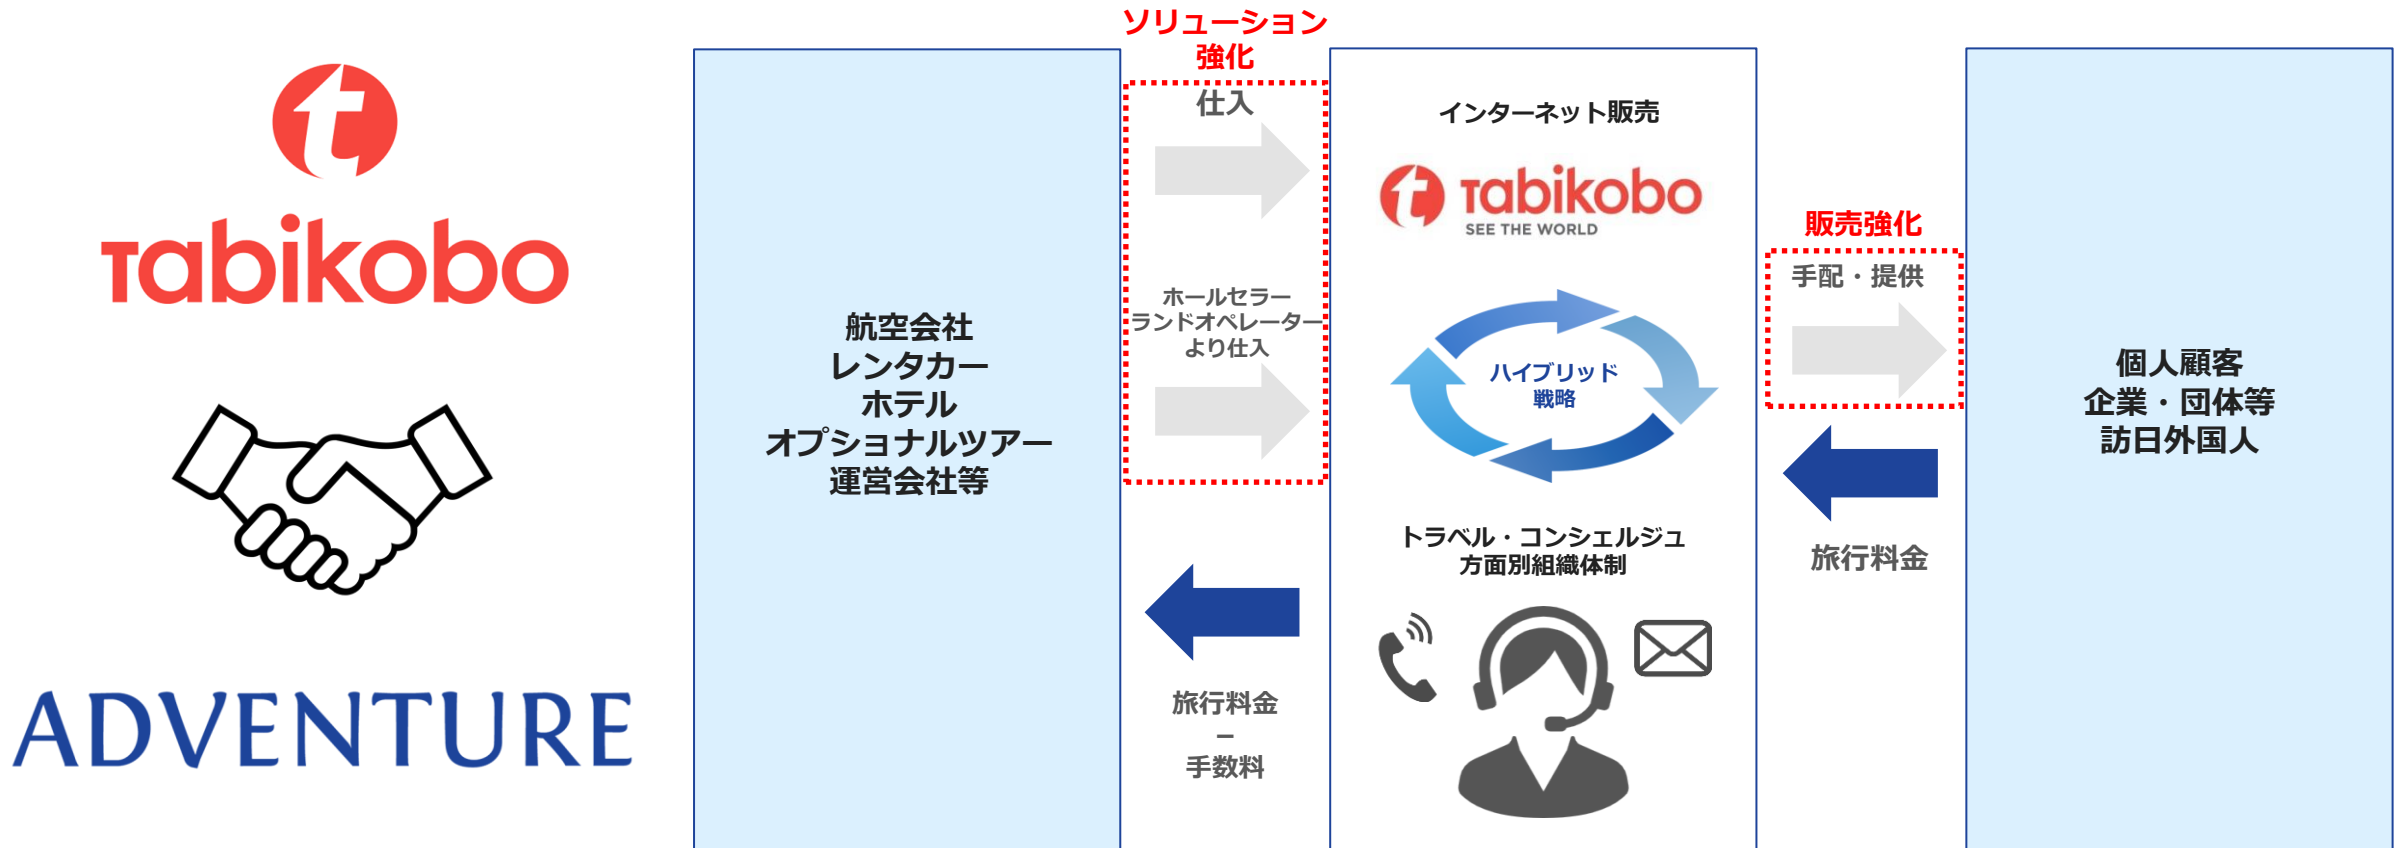 Tabikobo
ADVENTURE
航空会社
レンタカー
ホテル
オプショナルツアー
運営会社等
ソリューション
強化
仕入
ホールセラー
ランドオペレーター
より仕入
旅行料金
－
手数料
インターネット販売
Tabikobo
SEE THE WORLD
ハイブリッド
戦略
トラベル・コンシェルジュ
方面別組織体制
販売強化
手配・提供
旅行料金
個人顧客
企業・団体等
訪日外国人